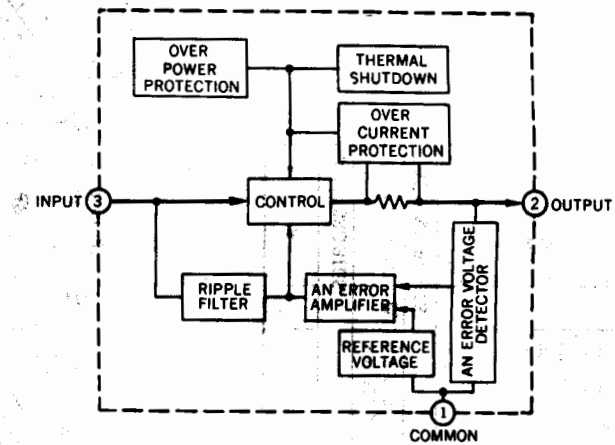 OVER
POWER
PROTECTION
THERMAL
SHUTDOWN
OVER
CURRENT
PROTECTION
INPUT 3
CONTROL
2 OUTPUT
RIPPLE
FILTER
AN ERROR
AMPLIFIER
AN ERROR VOLTAGE
DETECTOR
REFERENCE
VOLTAGE
1
COMMON